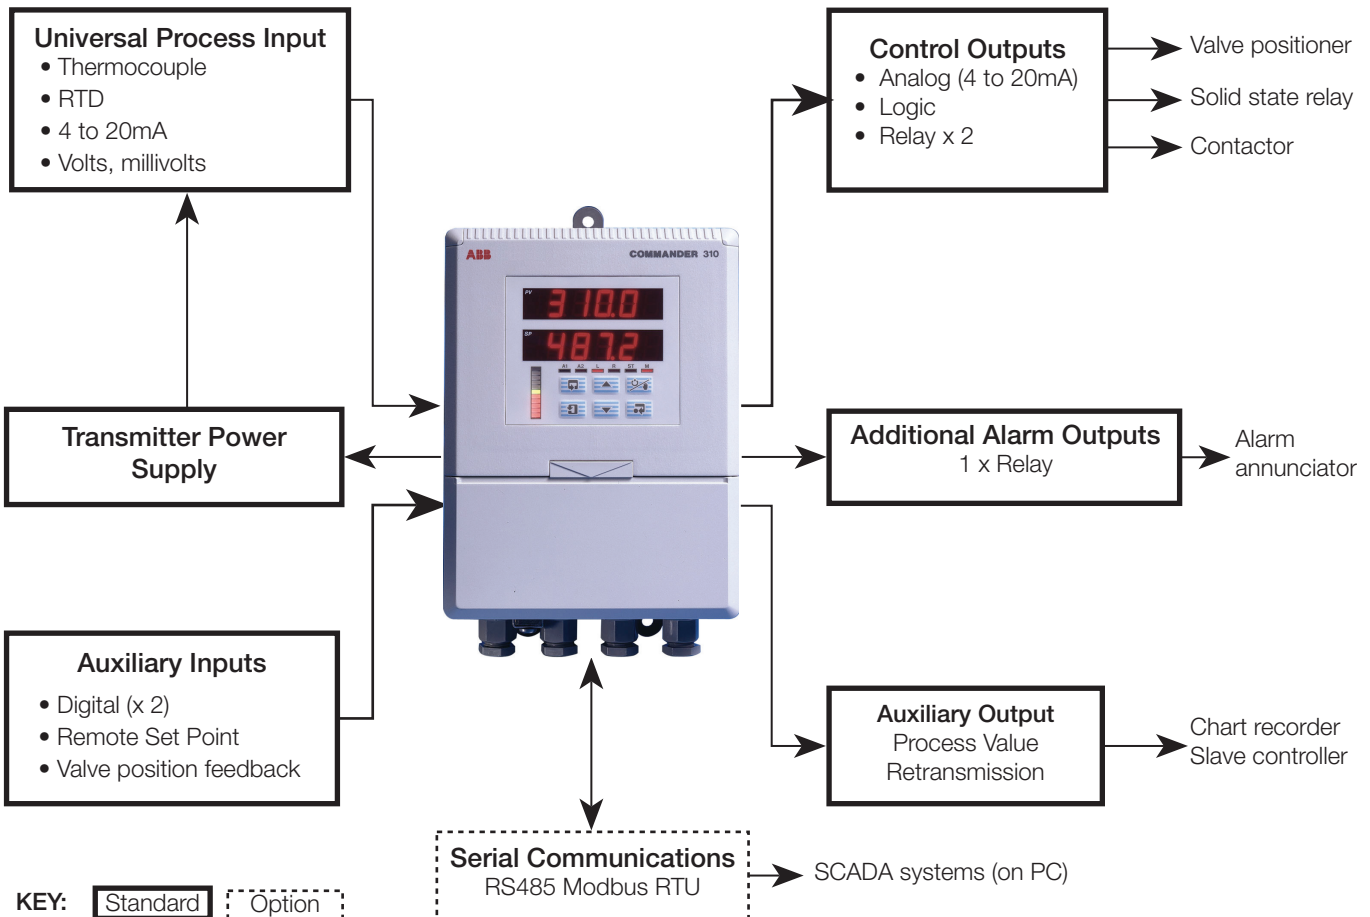 Universal Process Input
• Thermocouple
• RTD
• 4 to 20mA
• Volts, millivolts
Control Outputs
• Analog (4 to 20mA)
• Logic
• Relay x 2
Valve positioner
Solid state relay
Contactor
ABB
COMMANDER 310
PV
310.0
SP
487.2
A1 A2 L R ST M
Transmitter Power
Supply
Additional Alarm Outputs
1 x Relay
Alarm
annunciator
Auxiliary Inputs
• Digital (x 2)
• Remote Set Point
• Valve position feedback
Auxiliary Output
Process Value
Retransmission
Chart recorder
Slave controller
Serial Communications
RS485 Modbus RTU
SCADA systems (on PC)
KEY: Standard Option